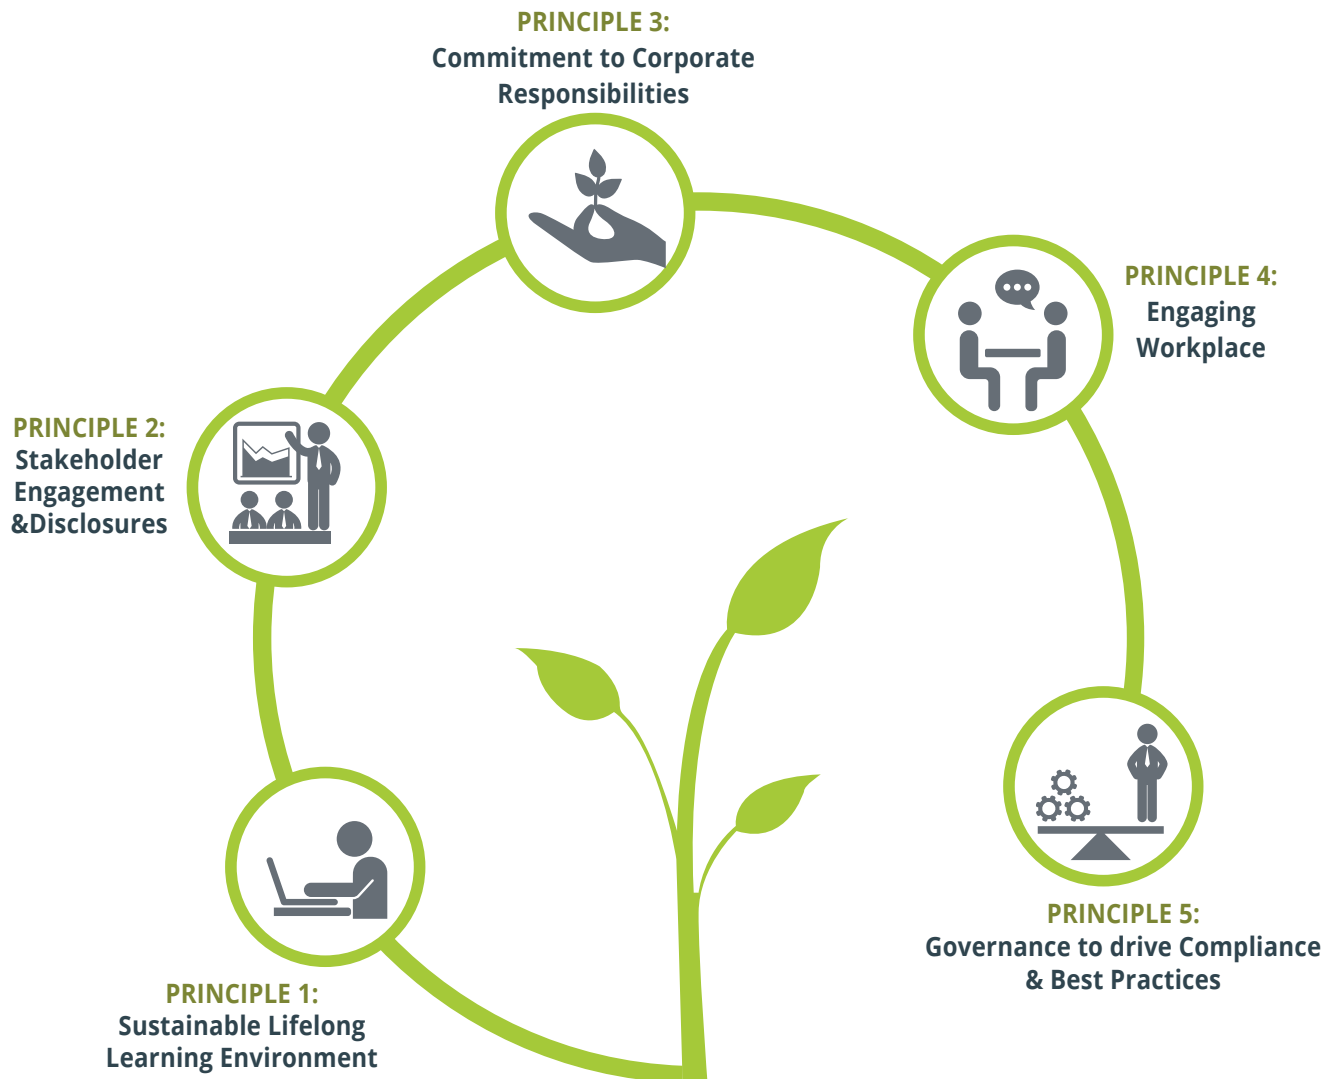 PRINCIPLE 3:
Commitment to Corporate
Responsibilities
PRINCIPLE 4:
Engaging
Workplace
PRINCIPLE 2:
Stakeholder
Engagement
&Disclosures
PRINCIPLE 5:
Governance to drive Compliance
& Best Practices
PRINCIPLE 1:
Sustainable Lifelong
Learning Environment